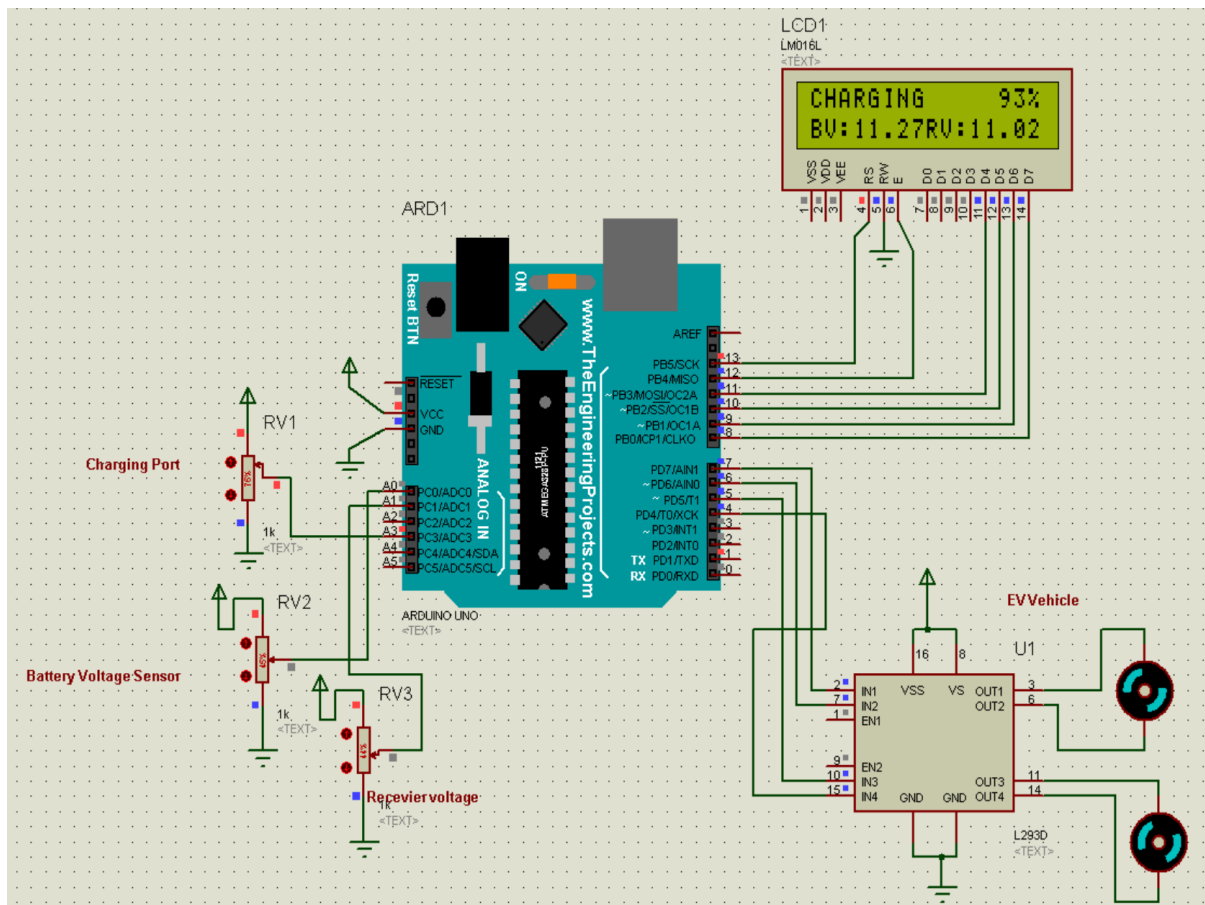 LCD1
LM016L
<TEXT>
CHARGING 93%
BV:11.27RV:11.02
VSS
VDD
VEE
RS
RW
E
D0
D1
D2
D3
D4
D5
D6
D7
1
2
3
4
5
6
7
8
9
10
11
12
13
14
ARD1
Reset BTN
ON
www.TheEngineeringProjects.com
ANALOG IN
RESET
VCC
GND
AREF
PB5/SCK 13
PB4/MISO 12
~PB3/MOSI/OC2A 11
~PB2/SS/OC1B 10
~PB1/OC1A 9
PB0/ICP1/CLKO 8
PD7/AIN1 7
~PD6/AIN0 6
~PD5/T1 5
PD4/T0/XCK 4
~PD3/INT1 3
PD2/INT0 2
TX PD1/TXD 1
RX PD0/RXD 0
A0 PC0/ADC0
A1 PC1/ADC1
A2 PC2/ADC2
A3 PC3/ADC3
A4 PC4/ADC4/SDA
A5 PC5/ADC5/SCL
ARDUINO UNO
<TEXT>
RV1
Charging Port
76%
1k
<TEXT>
RV2
Battery Voltage Sensor
45%
1k
<TEXT>
RV3
44%
Recevier voltage
1k
<TEXT>
EV Vehicle
U1
16
8
VSS
VS
2 IN1
7 IN2
1 EN1
9 EN2
10 IN3
15 IN4
OUT1 3
OUT2 6
OUT3 11
OUT4 14
GND
GND
L293D
<TEXT>